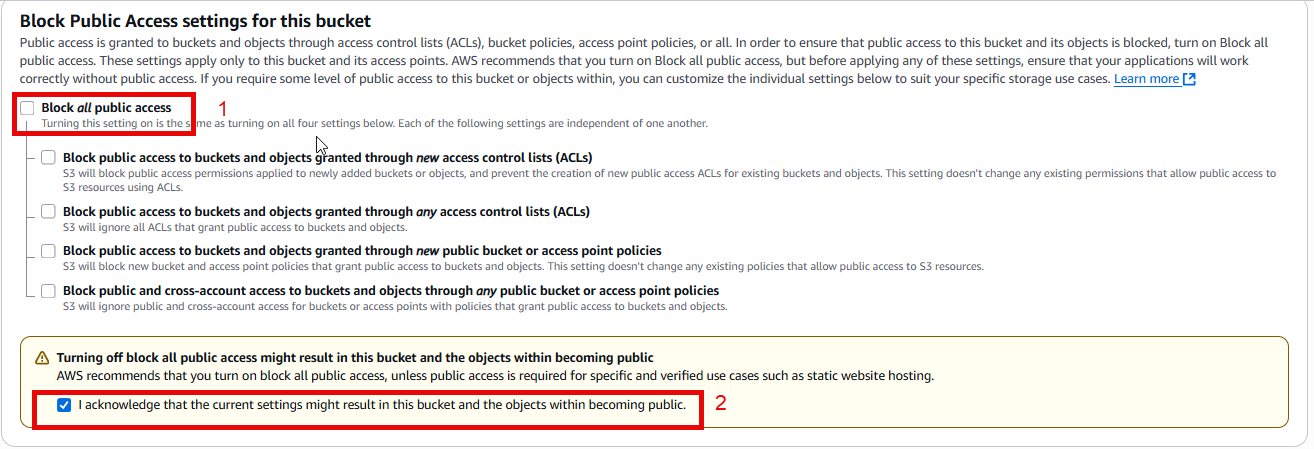 Block Public Access settings for this bucket
Public access is granted to buckets and objects through access control lists (ACLs), bucket policies, access point policies, or all. In order to ensure that public access to this bucket and its objects is blocked, turn on Block all
public access. These settings apply only to this bucket and its access points. AWS recommends that you turn on Block all public access, but before applying any of these settings, ensure that your applications will work
correctly without public access. If you require some level of public access to this bucket or objects within, you can customize the individual settings below to suit your specific storage use cases. Learn more
Block all public access 1
Turning this setting on is the same as turning on all four settings below. Each of the following settings are independent of one another.
Block public access to buckets and objects granted through new access control lists (ACLs)
S3 will block public access permissions applied to newly added buckets or objects, and prevent the creation of new public access ACLs for existing buckets and objects. This setting doesn't change any existing permissions that allow public access to
S3 resources using ACLs.
Block public access to buckets and objects granted through any access control lists (ACLs)
S3 will ignore all ACLs that grant public access to buckets and objects.
Block public access to buckets and objects granted through new public bucket or access point policies
S3 will block new bucket and access point policies that grant public access to buckets and objects. This setting doesn't change any existing policies that allow public access to S3 resources.
Block public and cross-account access to buckets and objects through any public bucket or access point policies
S3 will ignore public and cross-account access for buckets or access points with policies that grant public access to buckets and objects.
Turning off block all public access might result in this bucket and the objects within becoming public
AWS recommends that you turn on block all public access, unless public access is required for specific and verified use cases such as static website hosting.
I acknowledge that the current settings might result in this bucket and the objects within becoming public. 2